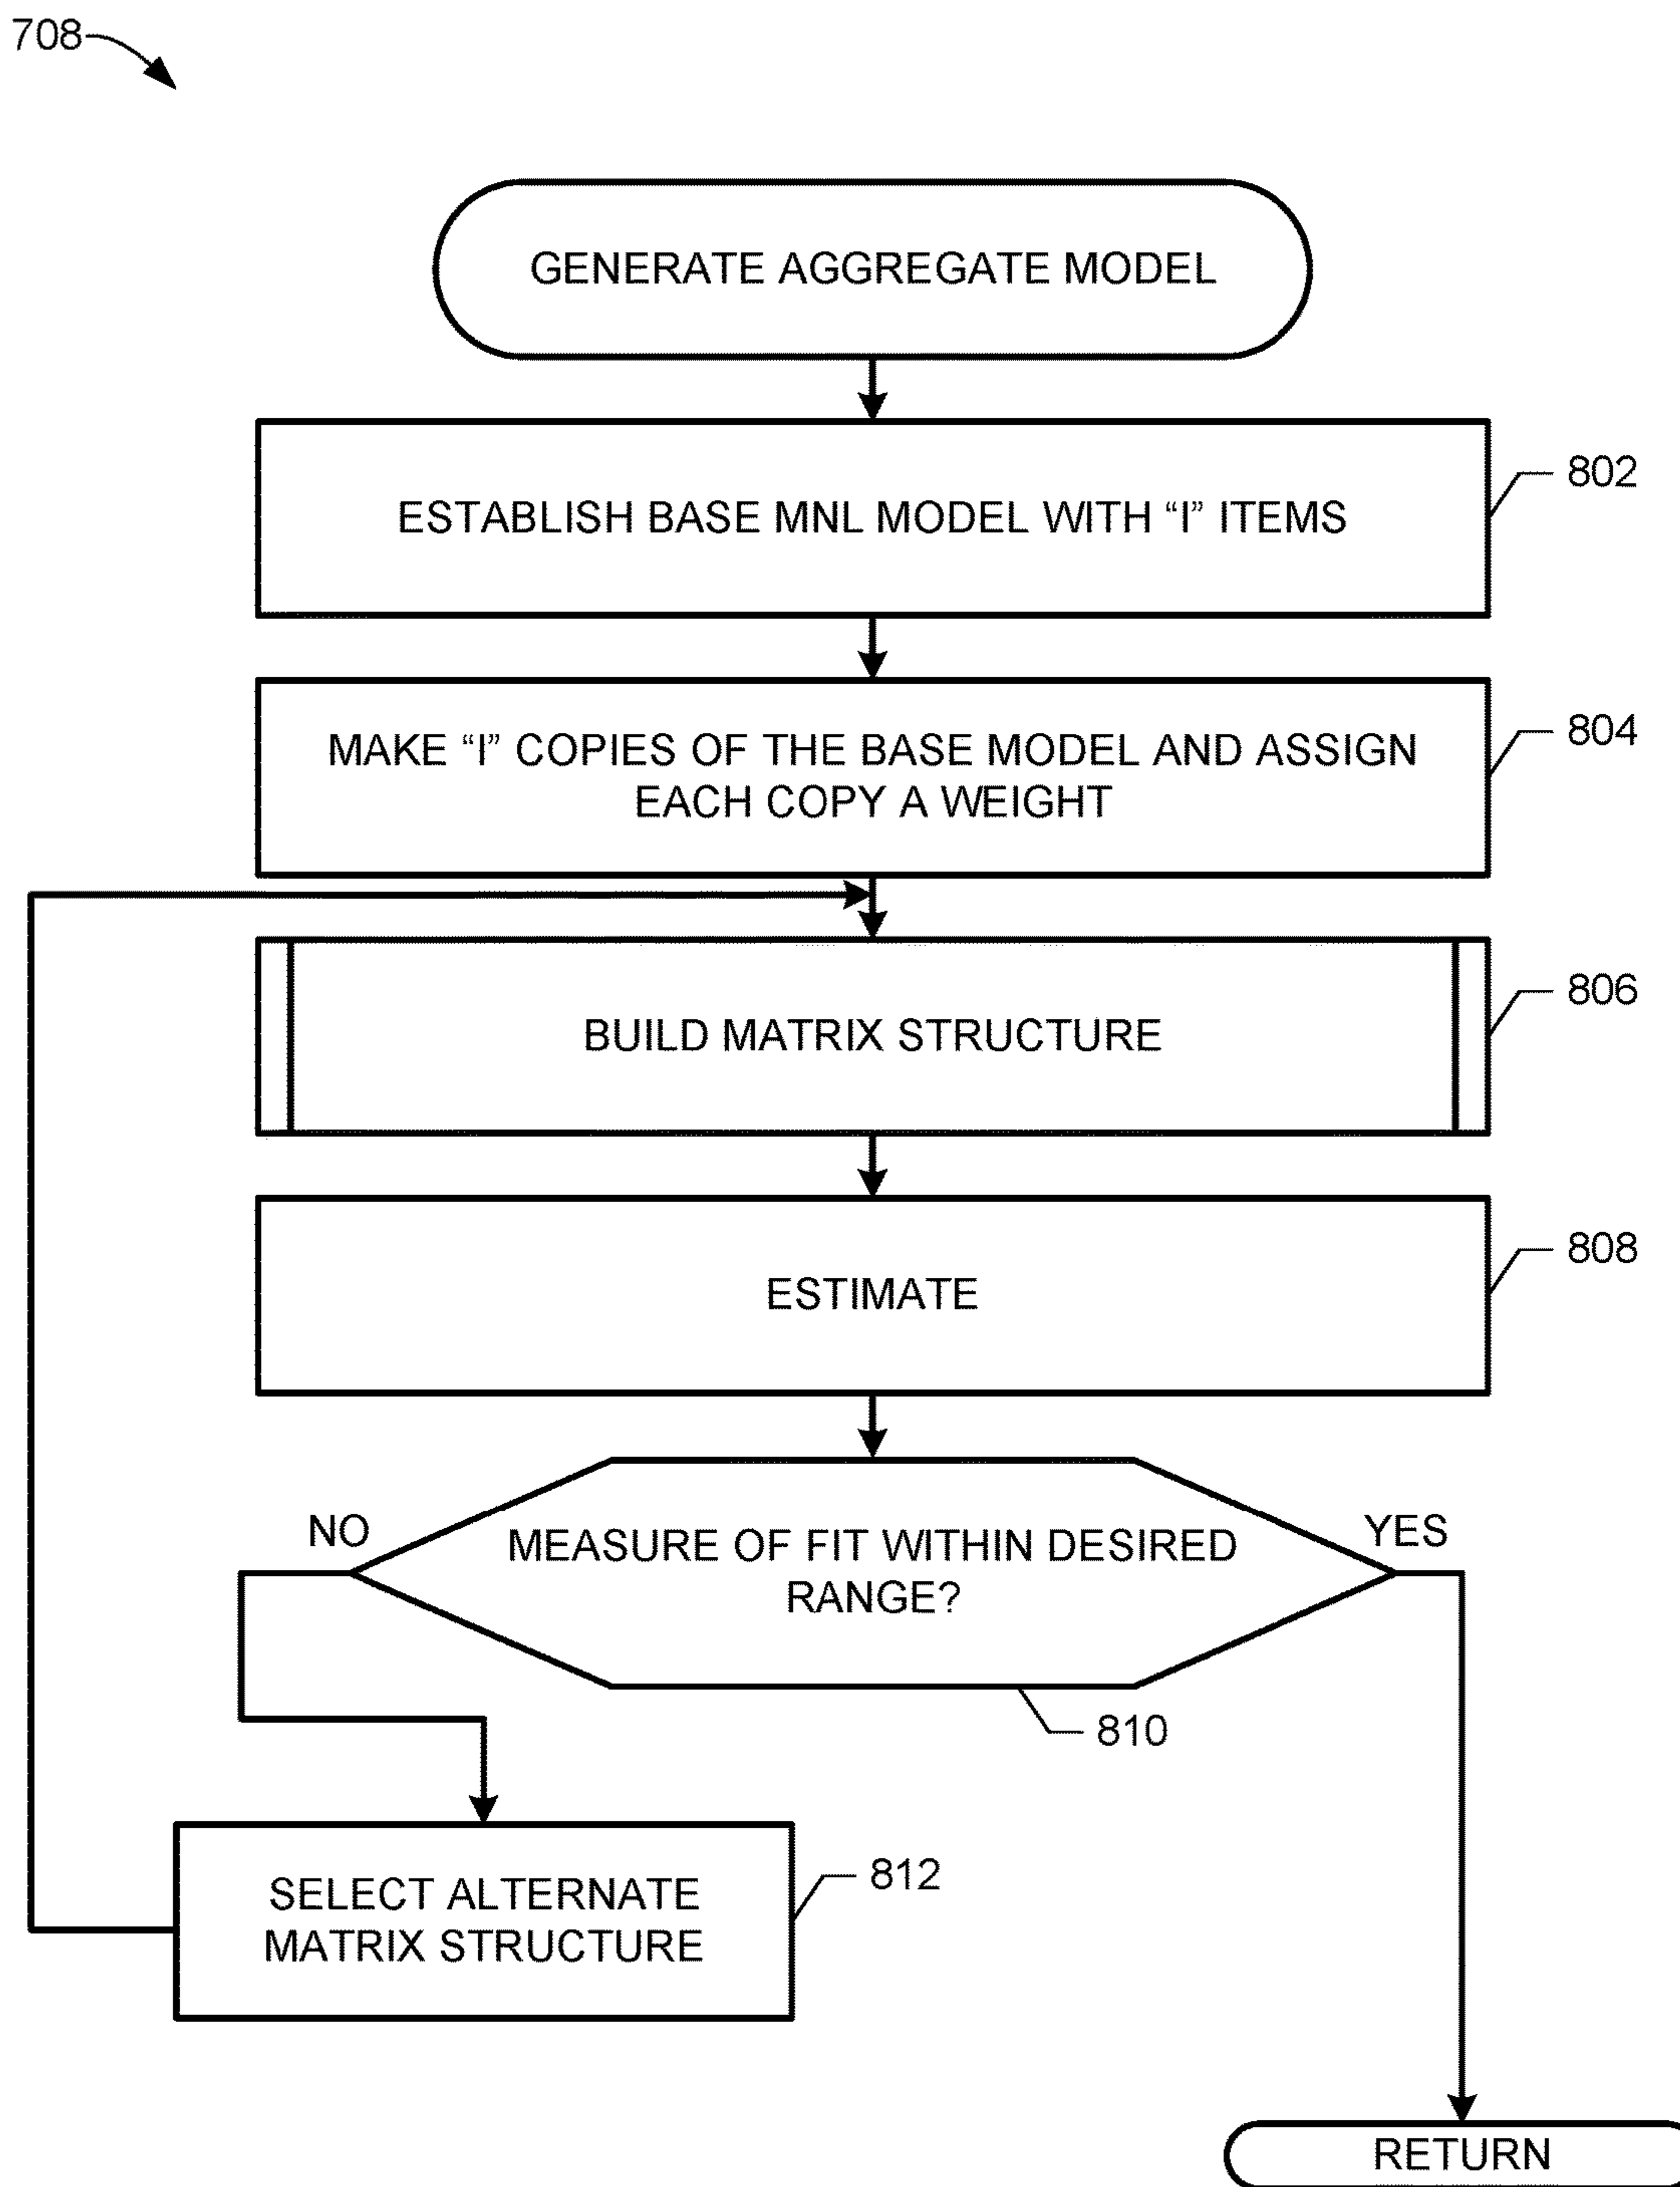 708
GENERATE AGGREGATE MODEL
ESTABLISH BASE MNL MODEL WITH “I” ITEMS
802
MAKE “I” COPIES OF THE BASE MODEL AND ASSIGN
EACH COPY A WEIGHT
804
BUILD MATRIX STRUCTURE
806
ESTIMATE
808
NO
MEASURE OF FIT WITHIN DESIRED
RANGE?
YES
810
SELECT ALTERNATE
MATRIX STRUCTURE
812
RETURN